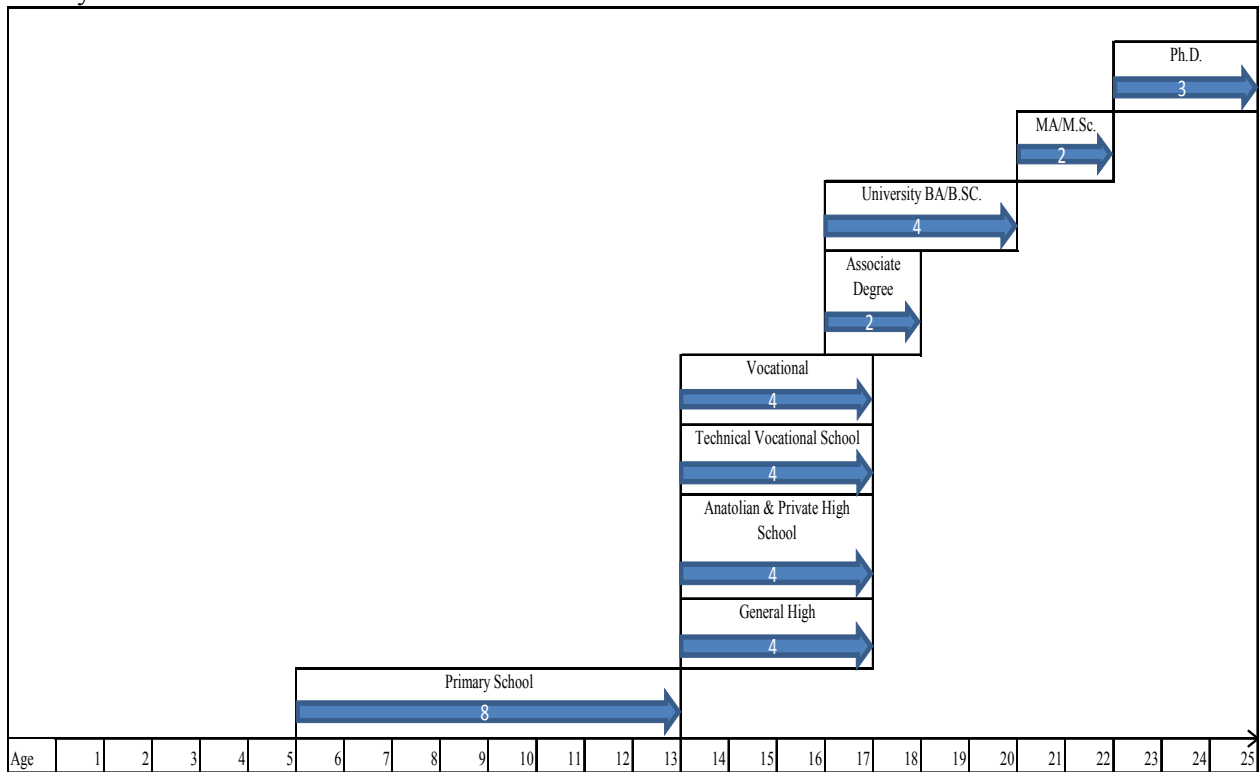 Ph.D.
3
MA/M.Sc.
2
University BA/B.SC.
4
Associate
Degree
2
Vocational
4
Technical Vocational School
4
Anatolian & Private High
School
4
General High
4
Primary School
8
Age 1 2 3 4 5 6 7 8 9 10 11 12 13 14 15 16 17 18 19 20 21 22 23 24 25